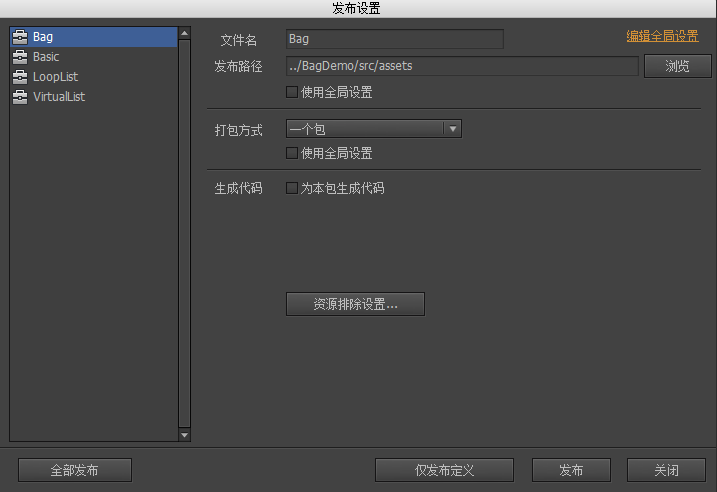 发布设置
Bag
Basic
LoopList
VirtualList
文件名 Bag 编辑全局设置
发布路径 ../BagDemo/src/assets 浏览
使用全局设置
打包方式 一个包
使用全局设置
生成代码 为本包生成代码
资源排除设置...
全部发布 仅发布定义 发布 关闭